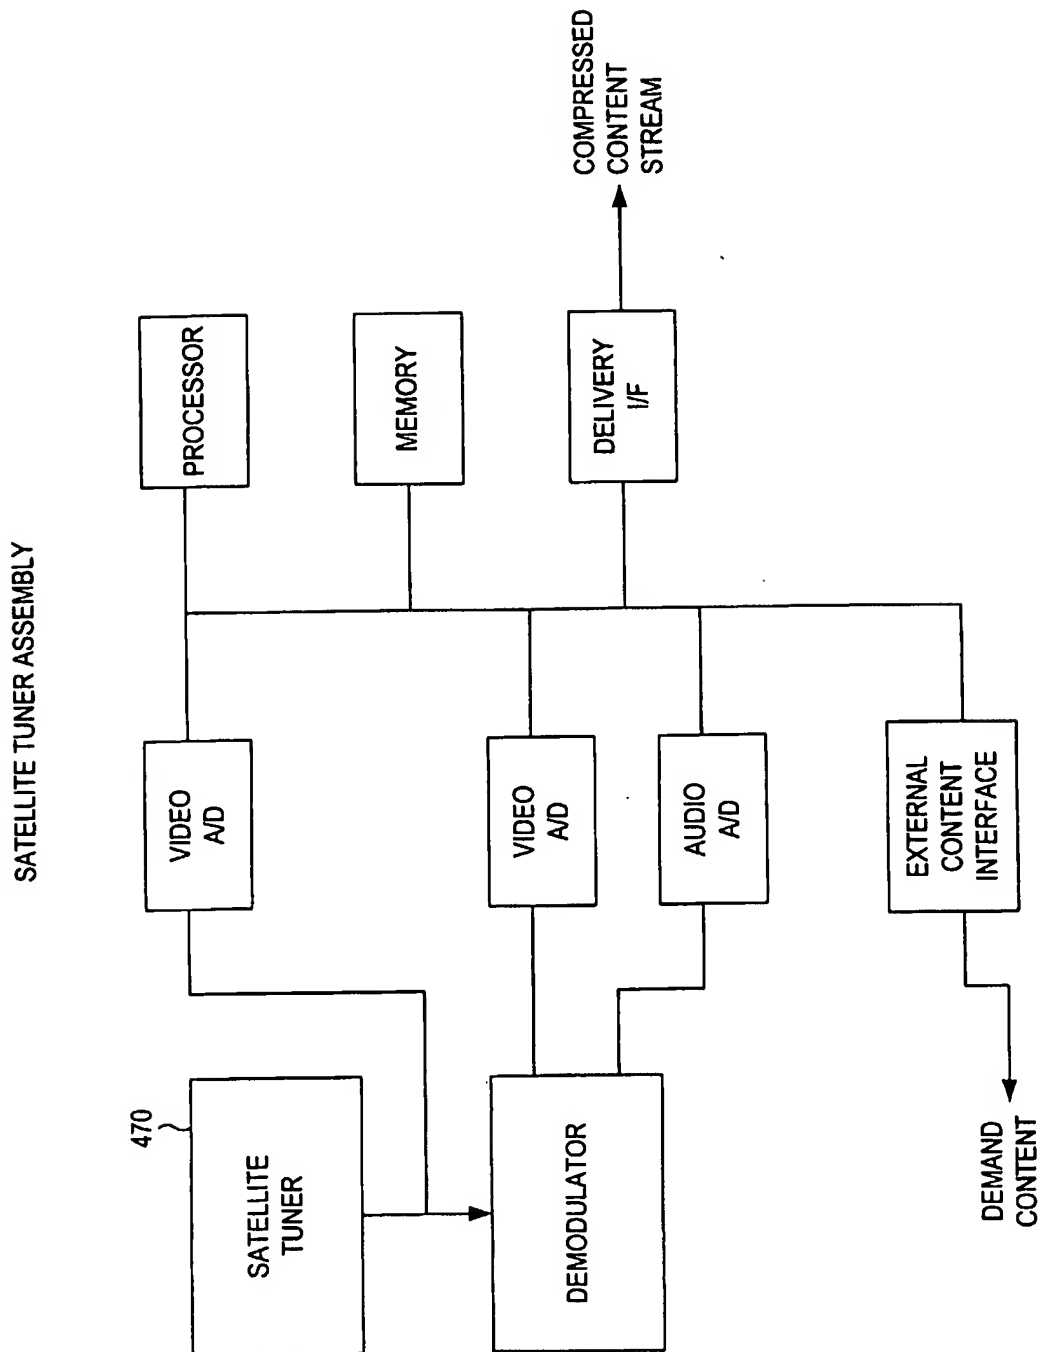 SATELLITE TUNER ASSEMBLY
470
SATELLITE
TUNER
DEMODULATOR
VIDEO
A/D
VIDEO
A/D
AUDIO
A/D
EXTERNAL
CONTENT
INTERFACE
DEMAND
CONTENT
PROCESSOR
MEMORY
DELIVERY
I/F
COMPRESSED
CONTENT
STREAM